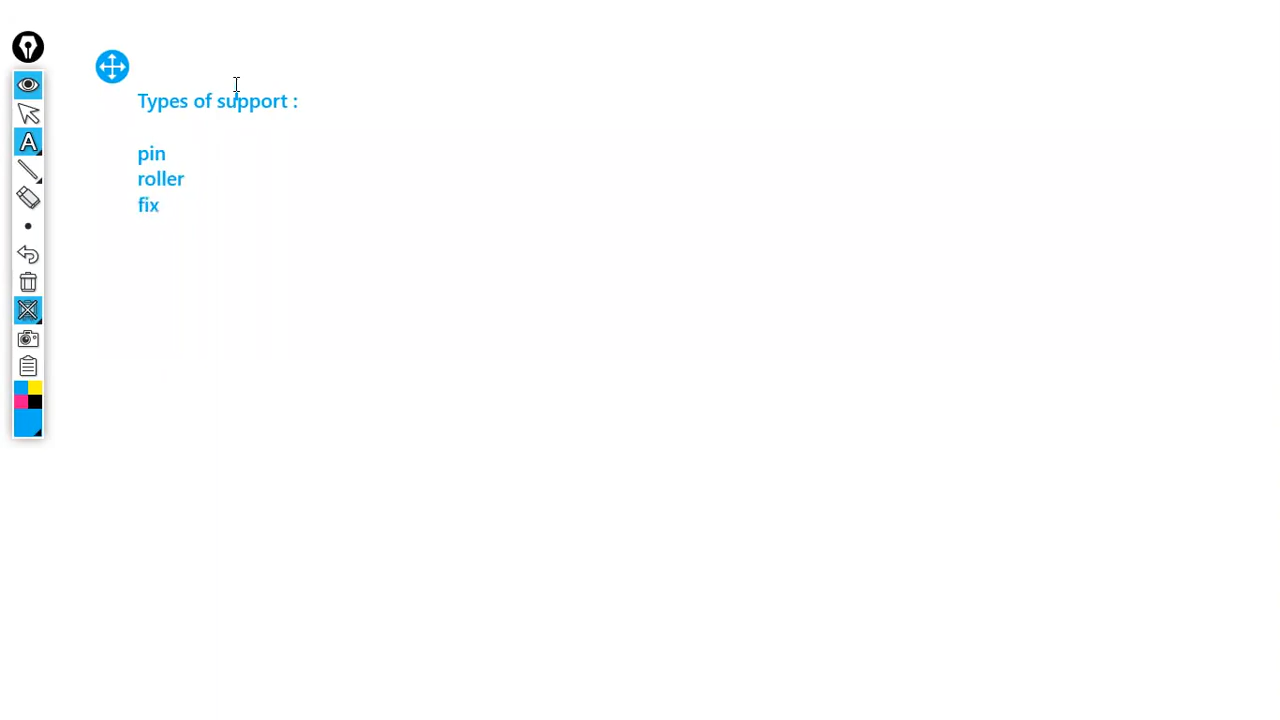 Types of support :
pin
roller
fix